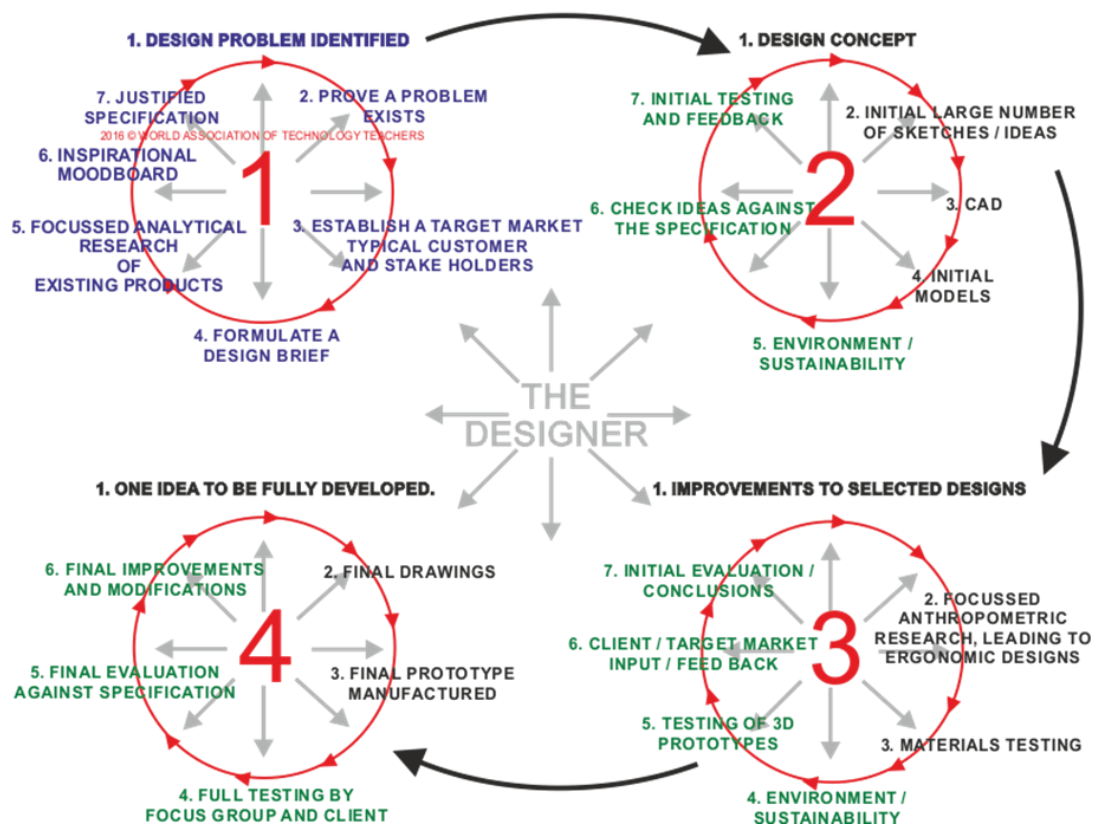 1. DESIGN PROBLEM IDENTIFIED
2. PROVE A PROBLEM
EXISTS
3. ESTABLISH A TARGET MARKET
TYPICAL CUSTOMER
AND STAKE HOLDERS
4. FORMULATE A
DESIGN BRIEF
5. FOCUSSED ANALYTICAL
RESEARCH
OF
EXISTING PRODUCTS
6. INSPIRATIONAL
MOODBOARD
7. JUSTIFIED
SPECIFICATION
2016 © WORLD ASSOCIATION OF TECHNOLOGY TEACHERS
1
1. DESIGN CONCEPT
2. INITIAL LARGE NUMBER
OF SKETCHES / IDEAS
3. CAD
4. INITIAL
MODELS
5. ENVIRONMENT /
SUSTAINABILITY
6. CHECK IDEAS AGAINST
THE SPECIFICATION
7. INITIAL TESTING
AND FEEDBACK
2
THE
DESIGNER
1. IMPROVEMENTS TO SELECTED DESIGNS
2. FOCUSSED
ANTHROPOMETRIC
RESEARCH, LEADING TO
ERGONOMIC DESIGNS
3. MATERIALS TESTING
4. ENVIRONMENT /
SUSTAINABILITY
5. TESTING OF 3D
PROTOTYPES
6. CLIENT / TARGET MARKET
INPUT / FEED BACK
7. INITIAL EVALUATION /
CONCLUSIONS
3
1. ONE IDEA TO BE FULLY DEVELOPED.
2. FINAL DRAWINGS
3. FINAL PROTOTYPE
MANUFACTURED
4. FULL TESTING BY
FOCUS GROUP AND CLIENT
5. FINAL EVALUATION
AGAINST SPECIFICATION
6. FINAL IMPROVEMENTS
AND MODIFICATIONS
4